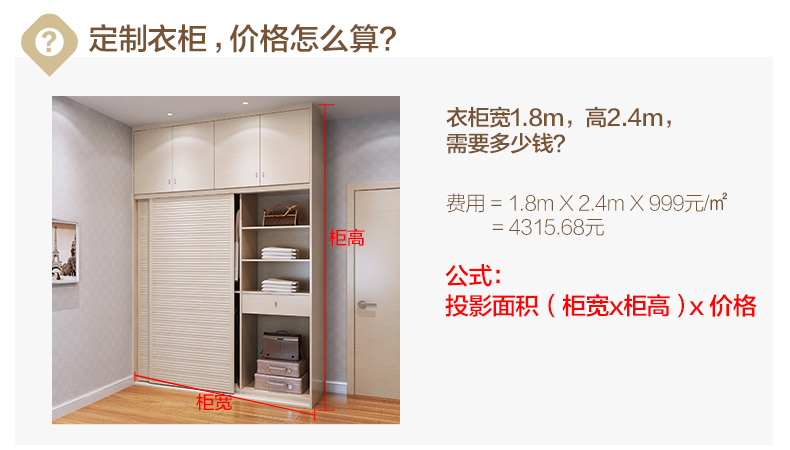 ?
定制衣柜，价格怎么算?
衣柜宽1.8m，高2.4m，
需要多少钱?
费用 = 1.8m X 2.4m X 999元/㎡
= 4315.68元
柜高
公式：
投影面积（柜宽x柜高）x 价格
柜宽